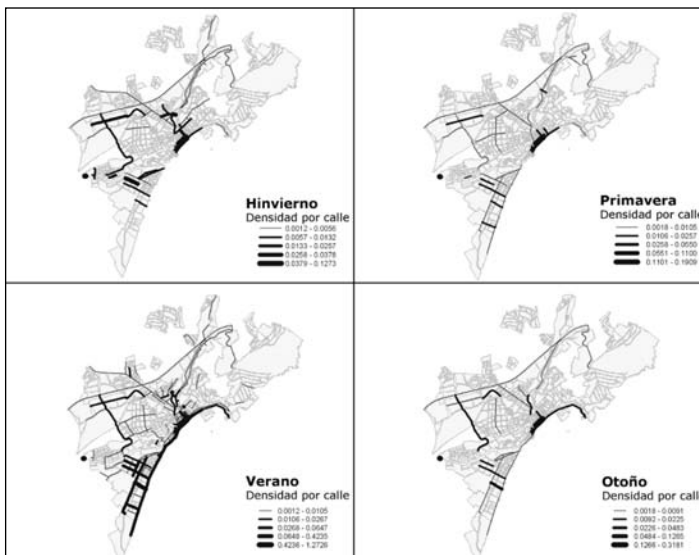 Hinvierno
Densidad por calle
0.0012 - 0.0056
0.0057 - 0.0132
0.0133 - 0.0257
0.0258 - 0.0378
0.0379 - 0.1273
Primavera
Densidad por calle
0.0018 - 0.0105
0.0106 - 0.0257
0.0258 - 0.0550
0.0551 - 0.1100
0.1101 - 0.1909
Verano
Densidad por calle
0.0012 - 0.0105
0.0106 - 0.0267
0.0268 - 0.0647
0.0648 - 0.4235
0.4236 - 1.2726
Otoño
Densidad por calle
0.0018 - 0.0091
0.0092 - 0.0225
0.0226 - 0.0483
0.0484 - 0.1265
0.1266 - 0.3181